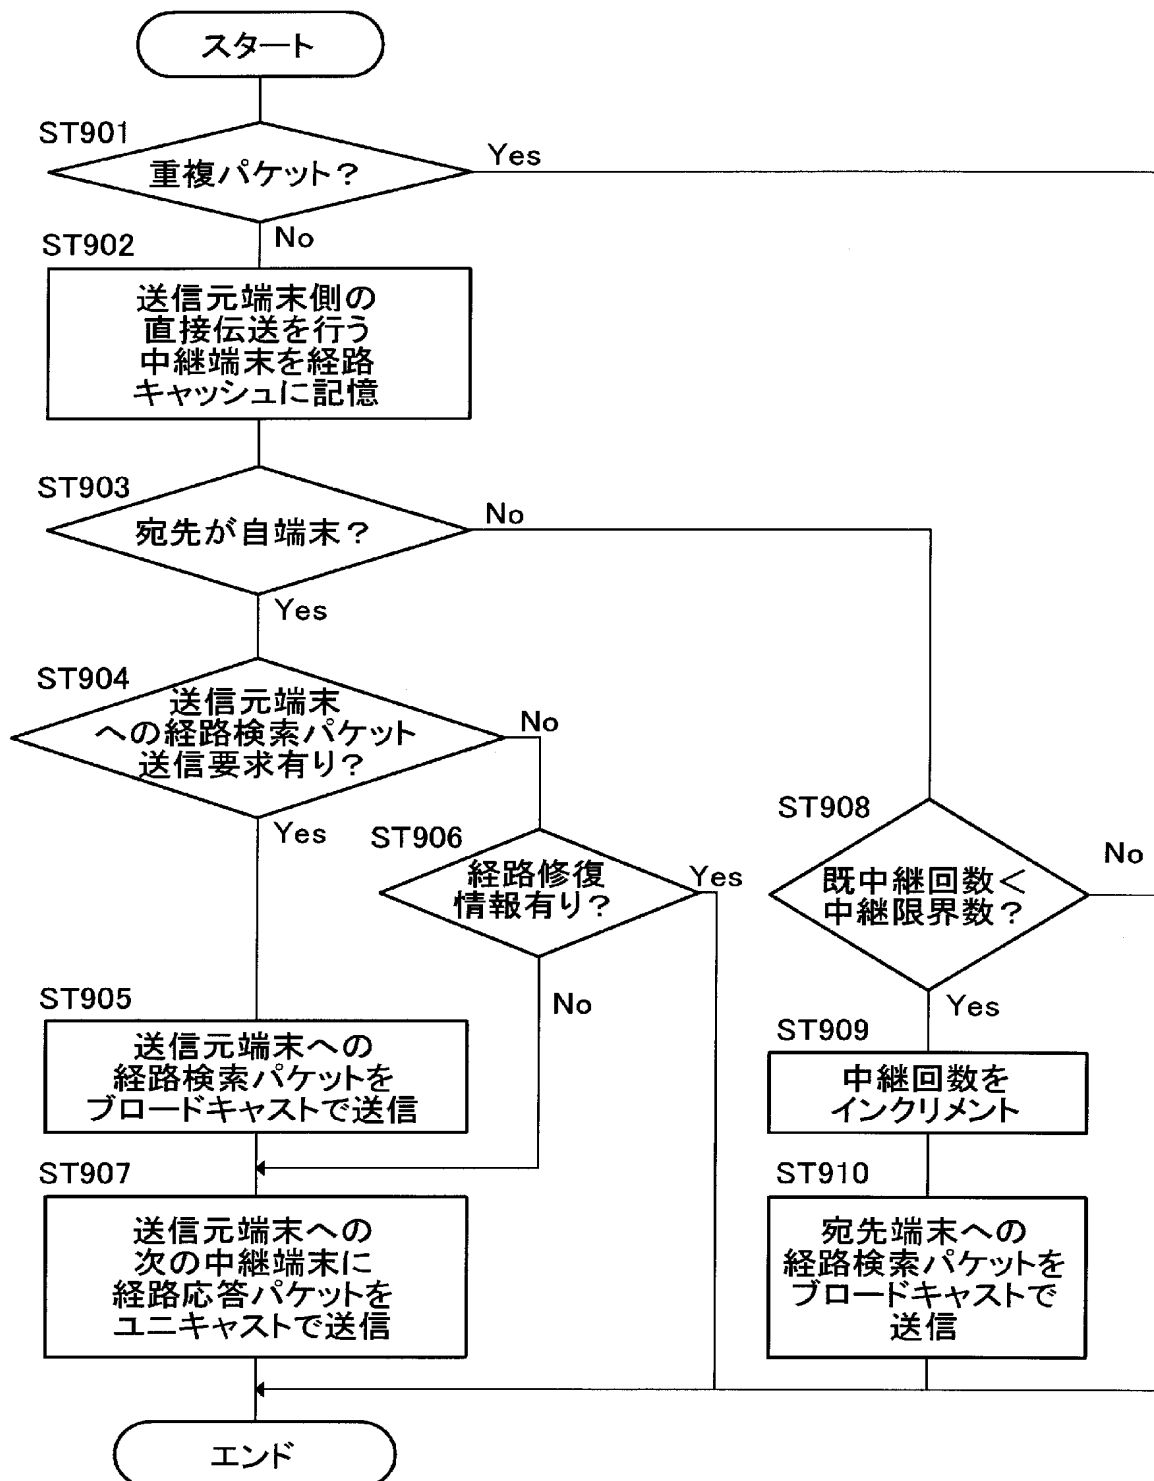 スタート
ST901
重複パケット？
Yes
No
ST902
送信元端末側の
直接伝送を行う
中継端末を経路
キャッシュに記憶
ST903
宛先が自端末？
No
Yes
ST904
送信元端末
への経路検索パケット
送信要求有り？
No
Yes
ST906
経路修復
情報有り？
Yes
No
ST908
既中継回数＜
中継限界数？
No
Yes
ST905
送信元端末への
経路検索パケットを
ブロードキャストで送信
ST909
中継回数を
インクリメント
ST907
送信元端末への
次の中継端末に
経路応答パケットを
ユニキャストで送信
ST910
宛先端末への
経路検索パケットを
ブロードキャストで
送信
エンド